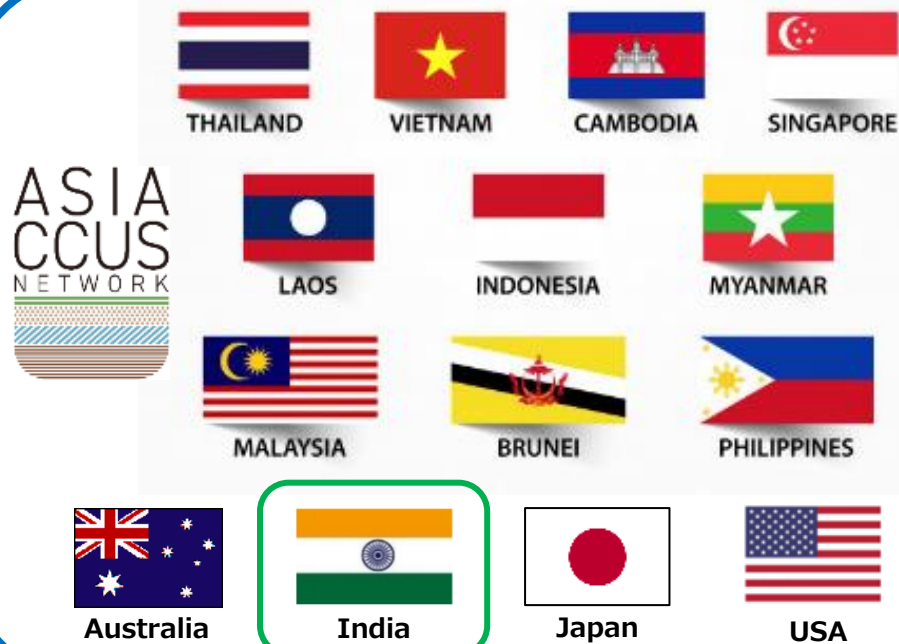 THAILAND VIETNAM CAMBODIA SINGAPORE
ASIA
CCUS
NETWORK
LAOS INDONESIA MYANMAR
MALAYSIA BRUNEI PHILIPPINES
Australia India Japan USA